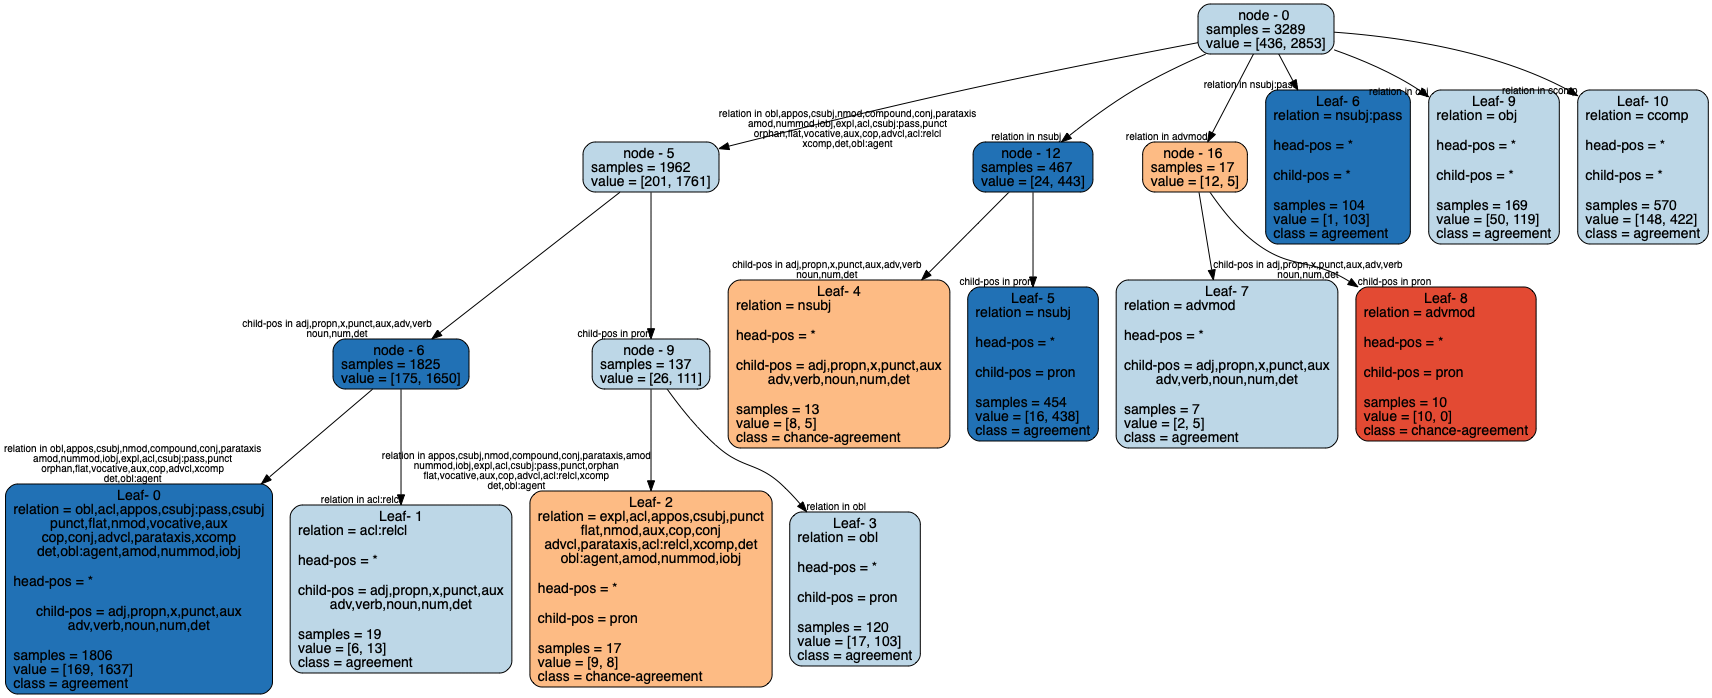 node - 0
samples = 3289
value = [436, 2853]
relation in obl,appos,csubj,nmod,compound,conj,parataxis
amod,nummod,iobj,expl,acl,csubj:pass,punct
orphan,flat,vocative,aux,cop,advcl,acl:relcl
xcomp,det,obl:agent
relation in nsubj
relation in advmod
relation in nsubj:pass
relation in obj
relation in ccomp
node - 5
samples = 1962
value = [201, 1761]
node - 12
samples = 467
value = [24, 443]
node - 16
samples = 17
value = [12, 5]
Leaf- 6
relation = nsubj:pass
head-pos = *
child-pos = *
samples = 104
value = [1, 103]
class = agreement
Leaf- 9
relation = obj
head-pos = *
child-pos = *
samples = 169
value = [50, 119]
class = agreement
Leaf- 10
relation = ccomp
head-pos = *
child-pos = *
samples = 570
value = [148, 422]
class = agreement
child-pos in adj,propn,x,punct,aux,adv,verb
noun,num,det
child-pos in pron
child-pos in adj,propn,x,punct,aux,adv,verb
noun,num,det
child-pos in pron
child-pos in adj,propn,x,punct,aux,adv,verb
noun,num,det
child-pos in pron
node - 6
samples = 1825
value = [175, 1650]
node - 9
samples = 137
value = [26, 111]
Leaf- 4
relation = nsubj
head-pos = *
child-pos = adj,propn,x,punct,aux
adv,verb,noun,num,det
samples = 13
value = [8, 5]
class = chance-agreement
Leaf- 5
relation = nsubj
head-pos = *
child-pos = pron
samples = 454
value = [16, 438]
class = agreement
Leaf- 7
relation = advmod
head-pos = *
child-pos = adj,propn,x,punct,aux
adv,verb,noun,num,det
samples = 7
value = [2, 5]
class = agreement
Leaf- 8
relation = advmod
head-pos = *
child-pos = pron
samples = 10
value = [10, 0]
class = chance-agreement
relation in obl,appos,csubj,nmod,compound,conj,parataxis
amod,nummod,iobj,expl,acl,csubj:pass,punct
orphan,flat,vocative,aux,cop,advcl,xcomp
det,obl:agent
relation in acl:relcl
relation in appos,csubj,nmod,compound,conj,parataxis,amod
nummod,iobj,expl,acl,csubj:pass,punct,orphan
flat,vocative,aux,cop,advcl,acl:relcl,xcomp
det,obl:agent
relation in obl
Leaf- 0
relation = obl,acl,appos,csubj:pass,csubj
punct,flat,nmod,vocative,aux
cop,conj,advcl,parataxis,xcomp
det,obl:agent,amod,nummod,iobj
head-pos = *
child-pos = adj,propn,x,punct,aux
adv,verb,noun,num,det
samples = 1806
value = [169, 1637]
class = agreement
Leaf- 1
relation = acl:relcl
head-pos = *
child-pos = adj,propn,x,punct,aux
adv,verb,noun,num,det
samples = 19
value = [6, 13]
class = agreement
Leaf- 2
relation = expl,acl,appos,csubj,punct
flat,nmod,aux,cop,conj
advcl,parataxis,acl:relcl,xcomp,det
obl:agent,amod,nummod,iobj
head-pos = *
child-pos = pron
samples = 17
value = [9, 8]
class = chance-agreement
Leaf- 3
relation = obl
head-pos = *
child-pos = pron
samples = 120
value = [17, 103]
class = agreement